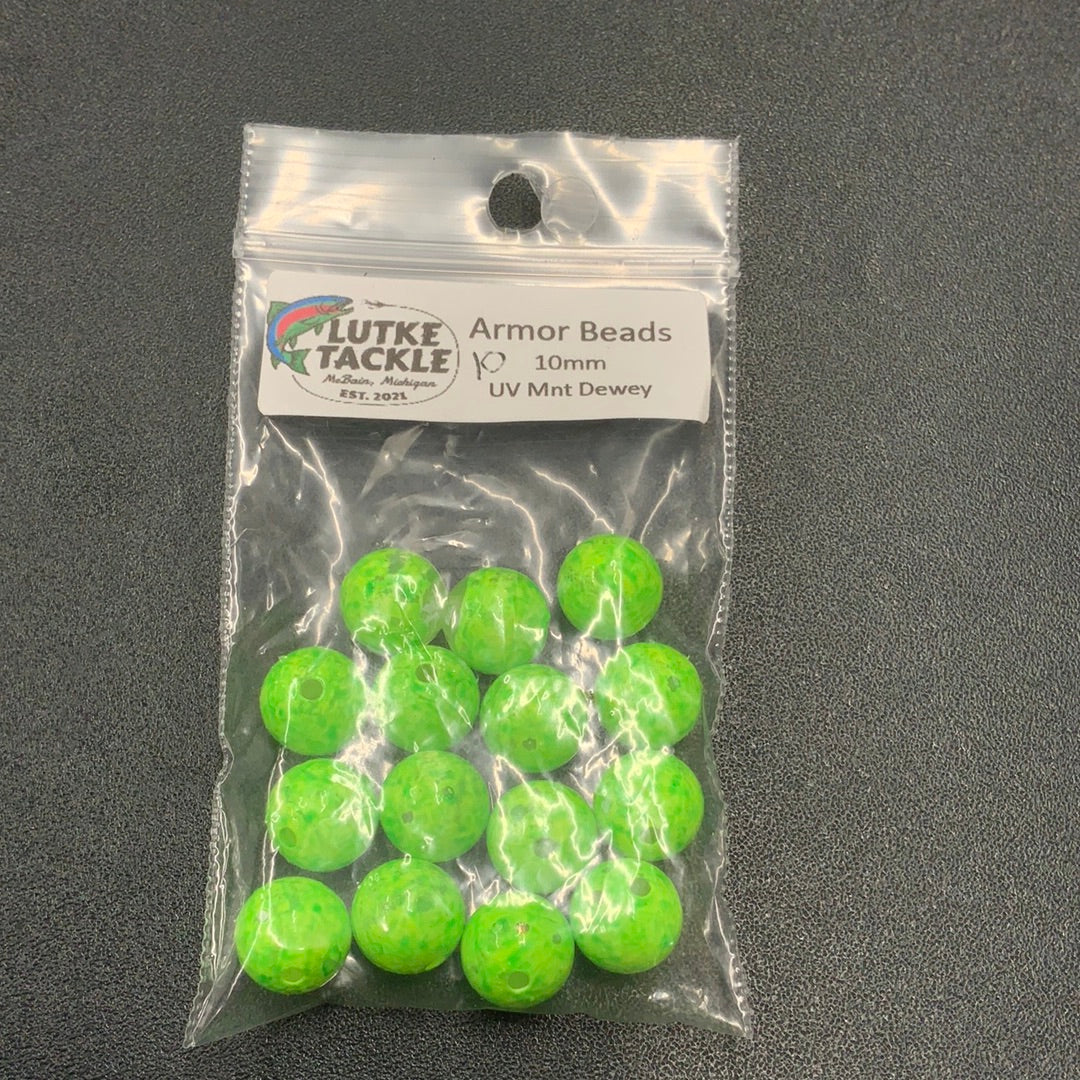 LUTKE
TACKLE
McBain, Michigan
EST. 2021
Armor Beads
10 10mm
UV Mnt Dewey